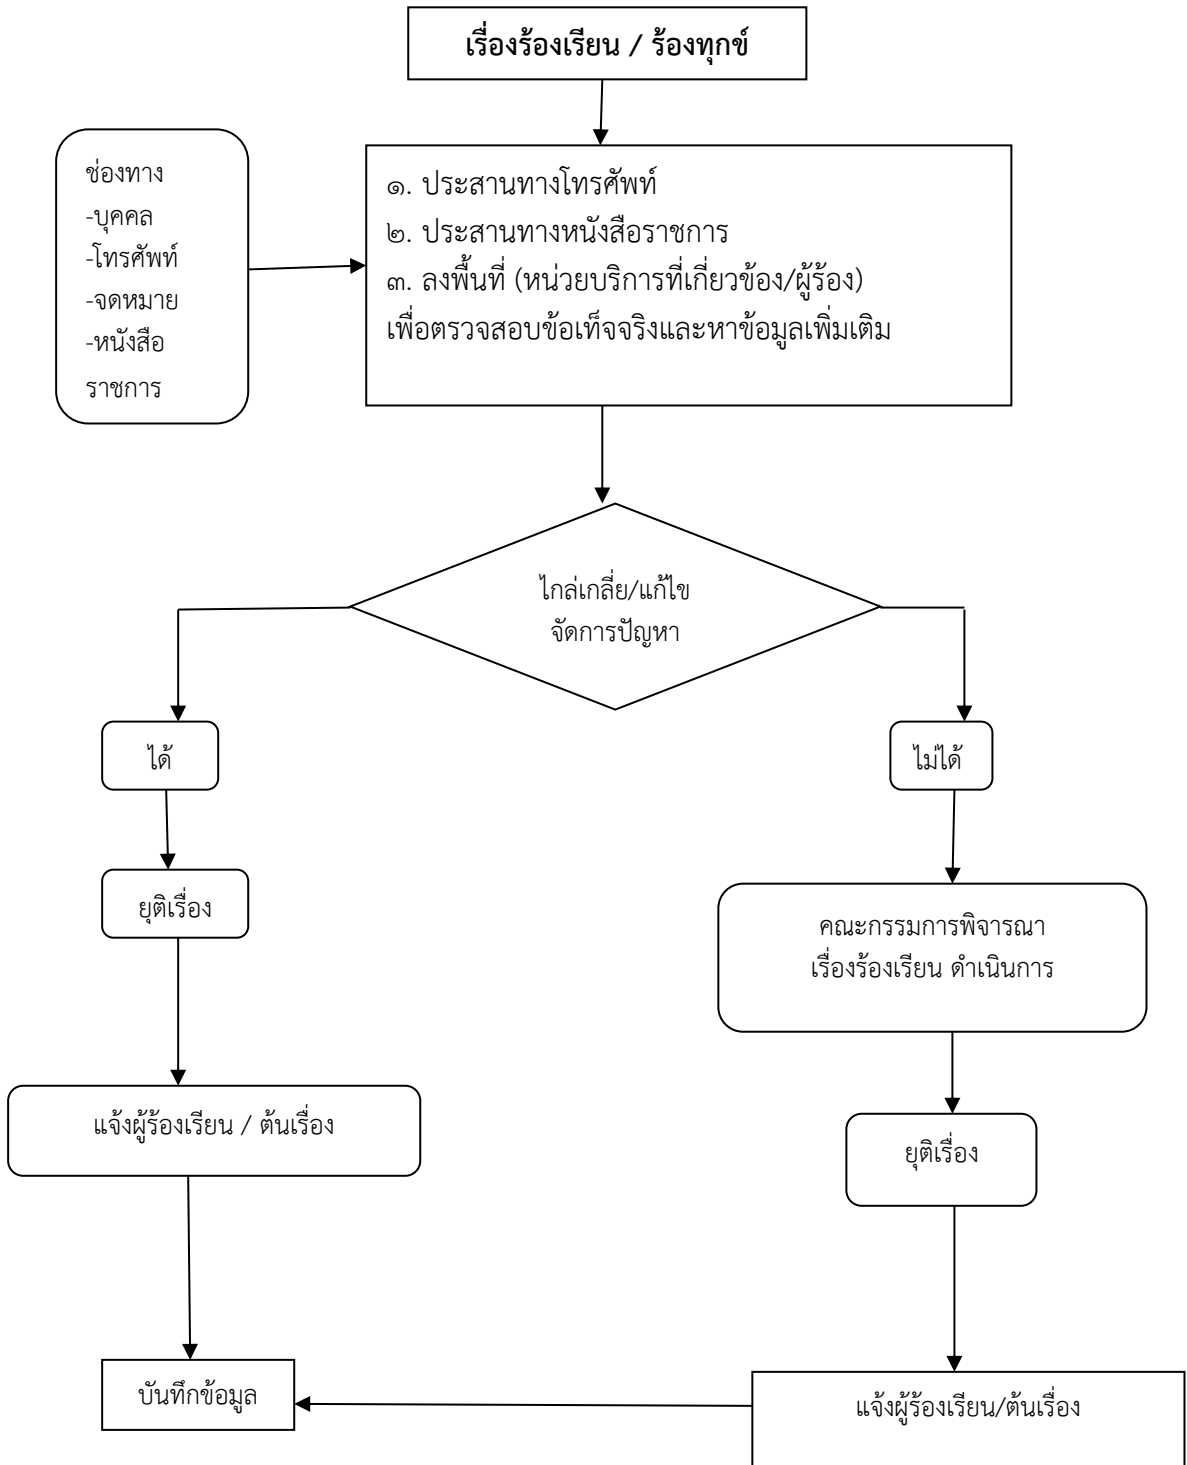 เรื่องร้องเรียน / ร้องทุกข์
ช่องทาง
-บุคคล
-โทรศัพท์
-จดหมาย
-หนังสือ
ราชการ
๑. ประสานทางโทรศัพท์
๒. ประสานทางหนังสือราชการ
๓. ลงพื้นที่ (หน่วยบริการที่เกี่ยวข้อง/ผู้ร้อง)
เพื่อตรวจสอบข้อเท็จจริงและหาข้อมูลเพิ่มเติม
ไกล่เกลี่ย/แก้ไข
จัดการปัญหา
ได้
ไม่ได้
ยุติเรื่อง
คณะกรรมการพิจารณา
เรื่องร้องเรียน ดำเนินการ
แจ้งผู้ร้องเรียน / ต้นเรื่อง
ยุติเรื่อง
บันทึกข้อมูล
แจ้งผู้ร้องเรียน/ต้นเรื่อง